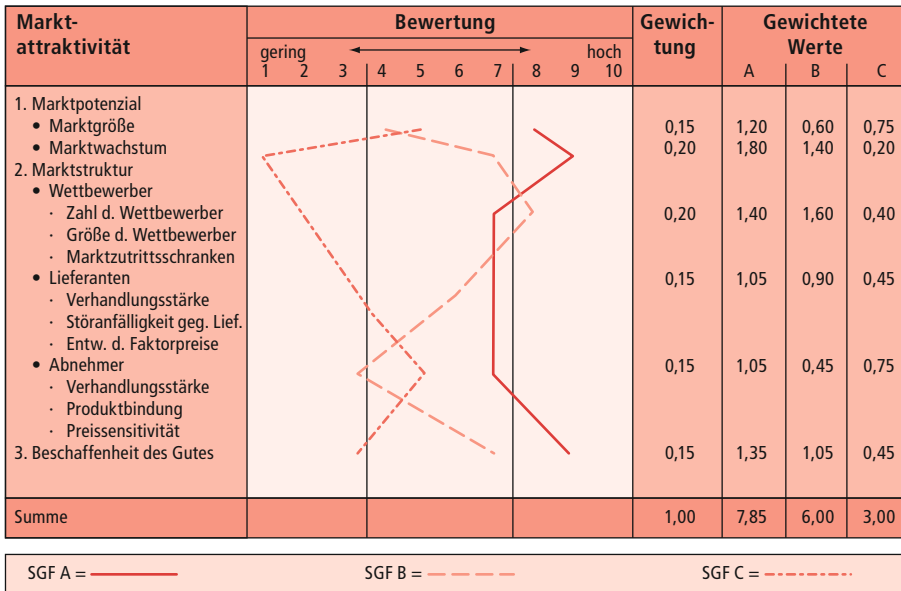 Markt-
attraktivität
Bewertung
gering hoch
1 2 3 4 5 6 7 8 9 10
Gewich-
tung
Gewichtete
Werte
A B C
1. Marktpotenzial
• Marktgröße 0,15 1,20 0,60 0,75
• Marktwachstum 0,20 1,80 1,40 0,20
2. Marktstruktur
• Wettbewerber
· Zahl d. Wettbewerber 0,20 1,40 1,60 0,40
· Größe d. Wettbewerber
· Marktzutrittsschranken
• Lieferanten 0,15 1,05 0,90 0,45
· Verhandlungsstärke
· Störanfälligkeit geg. Lief.
· Entw. d. Faktorpreise
• Abnehmer 0,15 1,05 0,45 0,75
· Verhandlungsstärke
· Produktbindung
· Preissensitivität
3. Beschaffenheit des Gutes 0,15 1,35 1,05 0,45
Summe 1,00 7,85 6,00 3,00
SGF A = SGF B = SGF C =